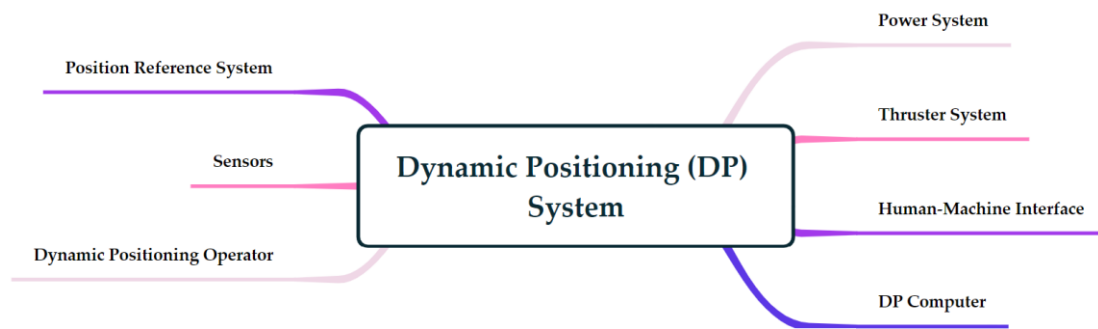 Power System
Position Reference System
Thruster System
Dynamic Positioning (DP)
System
Sensors
Human-Machine Interface
Dynamic Positioning Operator
DP Computer